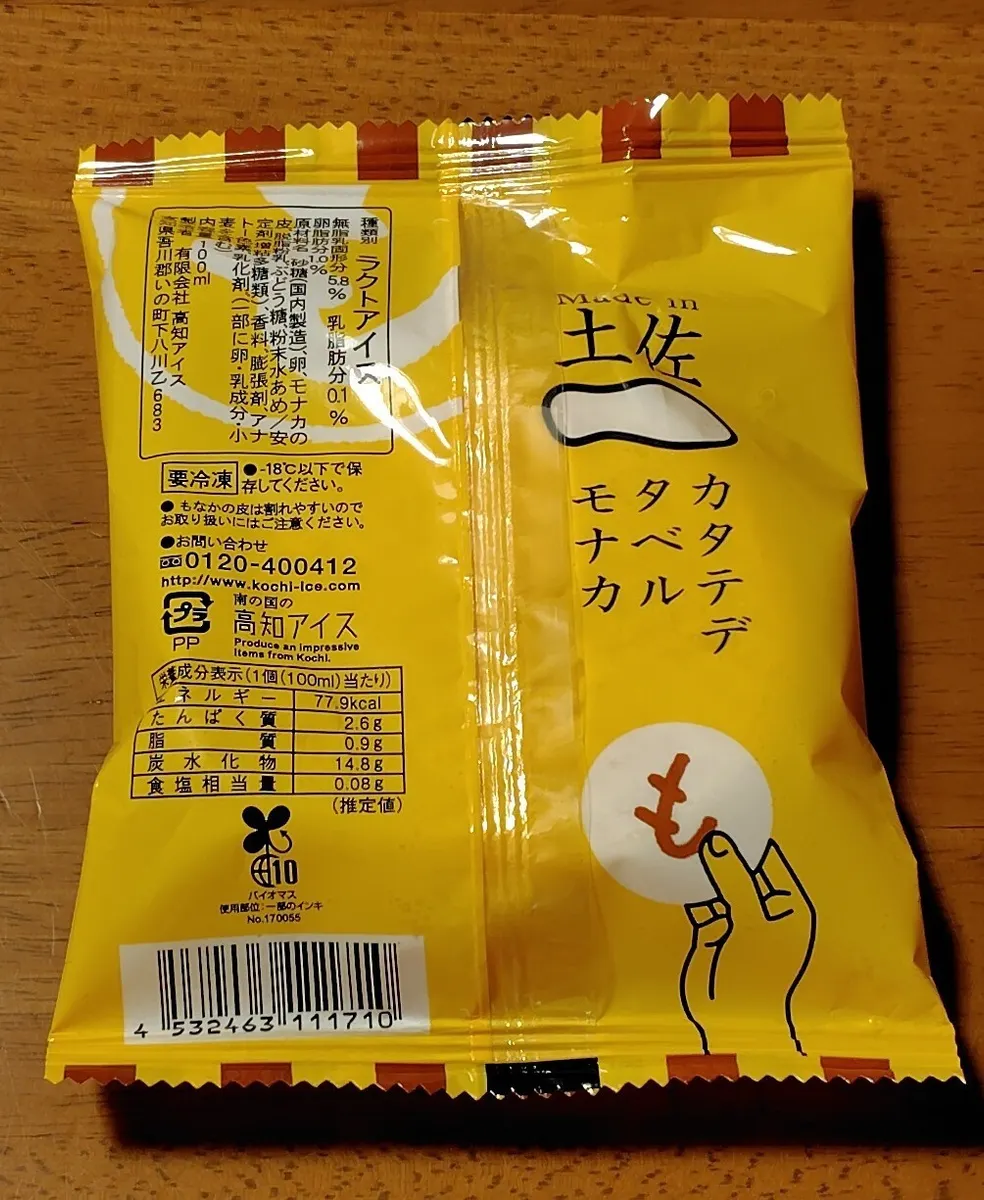 種類別 ラクトアイス
無脂乳固形分5.8% 乳脂肪分0.1%
卵脂肪分1.0%
原材料名 砂糖(国内製造)、卵、モナカの
皮、脱脂粉乳、ぶどう糖、粉末水あめ/安
定剤(増粘多糖類)、香料、膨張剤、アナ
トー色素、乳化剤、(一部に卵・乳成分・小
麦を含む)
内容量 100ml
製造者 有限会社 高知アイス
高知県吾川郡いの町下八川乙683
要冷凍 ●-18℃以下で保
存してください。
●もなかの皮は割れやすいので
お取り扱いにはご注意ください。
●お問い合わせ
0120-400412
http://www.kochi-ice.com
プラ
PP
南の国の
高知アイス
Produce an impressive
items from Kochi.
栄養成分表示(1個(100ml)当たり)
エネルギー 77.9kcal
たんぱく質 2.6g
脂質 0.9g
炭水化物 14.8g
食塩相当量 0.08g
(推定値)
10
バイオマス
使用部位:一部のインキ
No.170055
4 532463 111710
Made in
土佐
カタテデ
タベル
モナカ
も